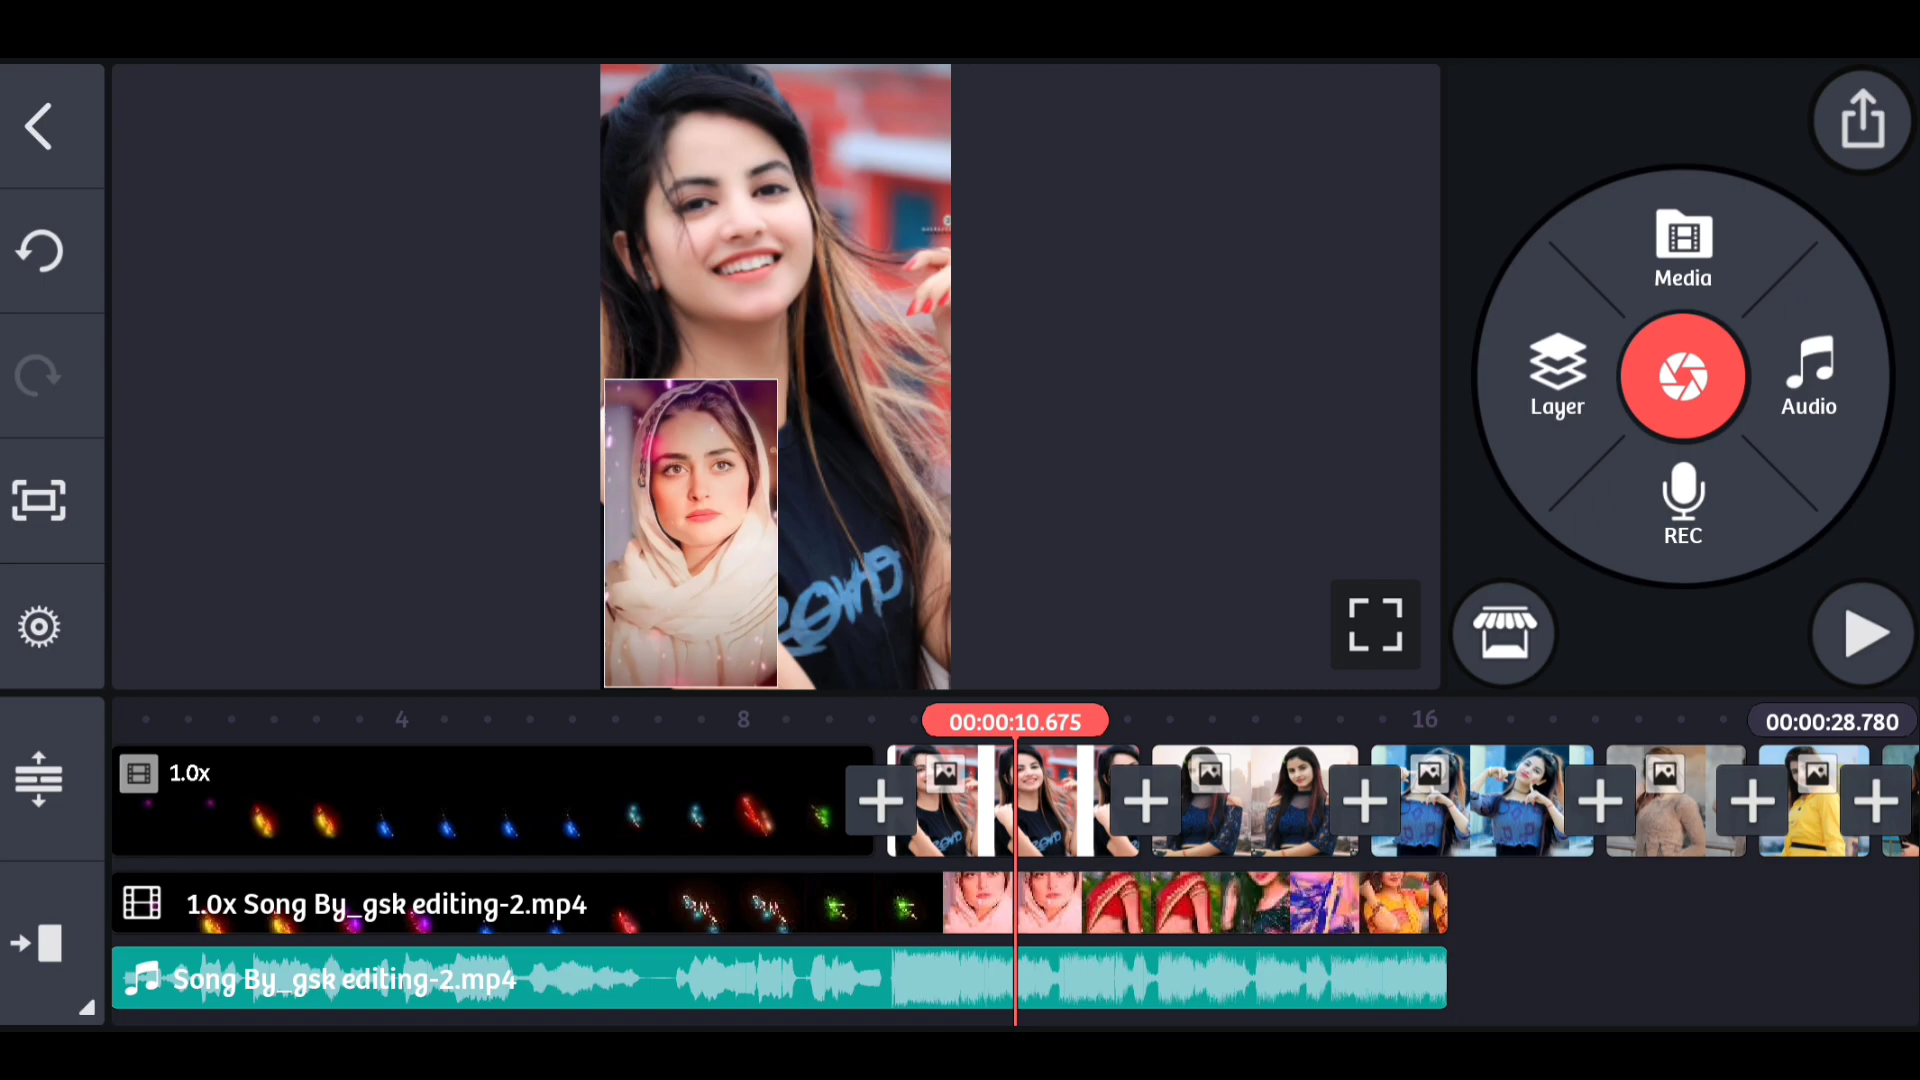 Media
Layer
Audio
REC
4
8
00:00:10.675
16
00:00:28.780
1.0x
1.0x Song By_gsk editing-2.mp4
Song By_gsk editing-2.mp4